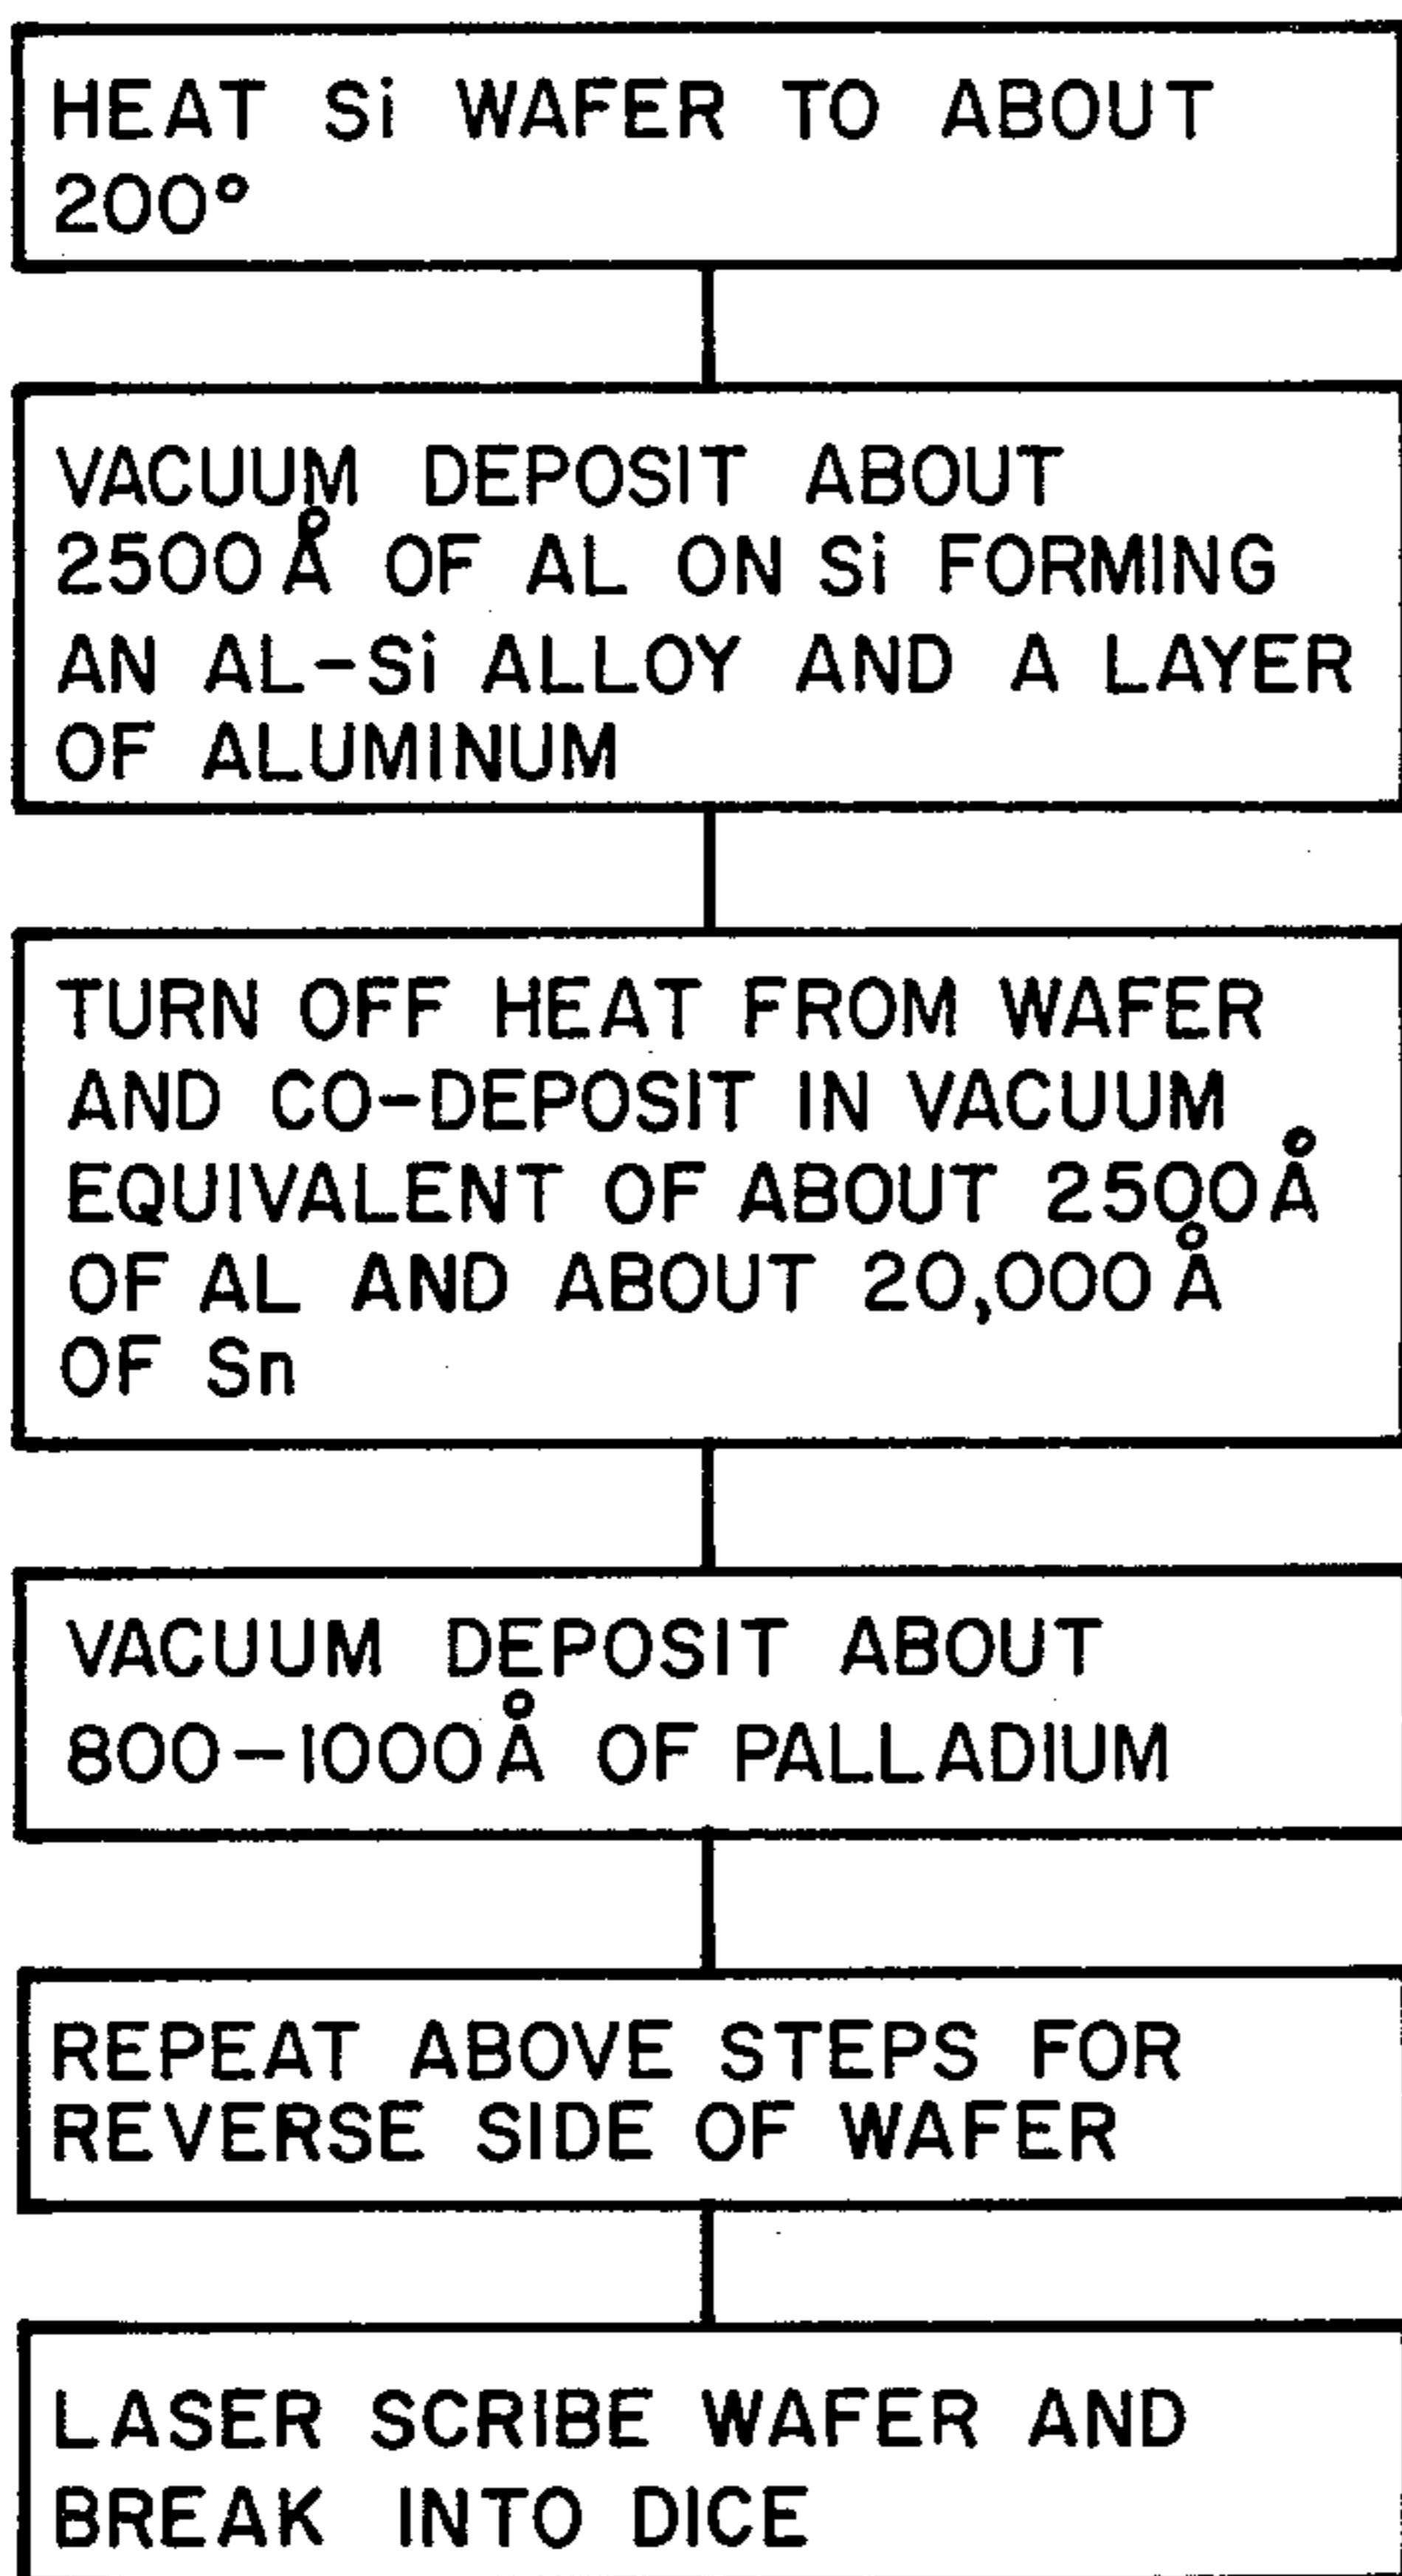 HEAT Si WAFER TO ABOUT
200°
VACUUM DEPOSIT ABOUT
2500 Å OF AL ON Si FORMING
AN AL-Si ALLOY AND A LAYER
OF ALUMINUM
TURN OFF HEAT FROM WAFER
AND CO-DEPOSIT IN VACUUM
EQUIVALENT OF ABOUT 2500 Å
OF AL AND ABOUT 20,000 Å
OF Sn
VACUUM DEPOSIT ABOUT
800-1000 Å OF PALLADIUM
REPEAT ABOVE STEPS FOR
REVERSE SIDE OF WAFER
LASER SCRIBE WAFER AND
BREAK INTO DICE